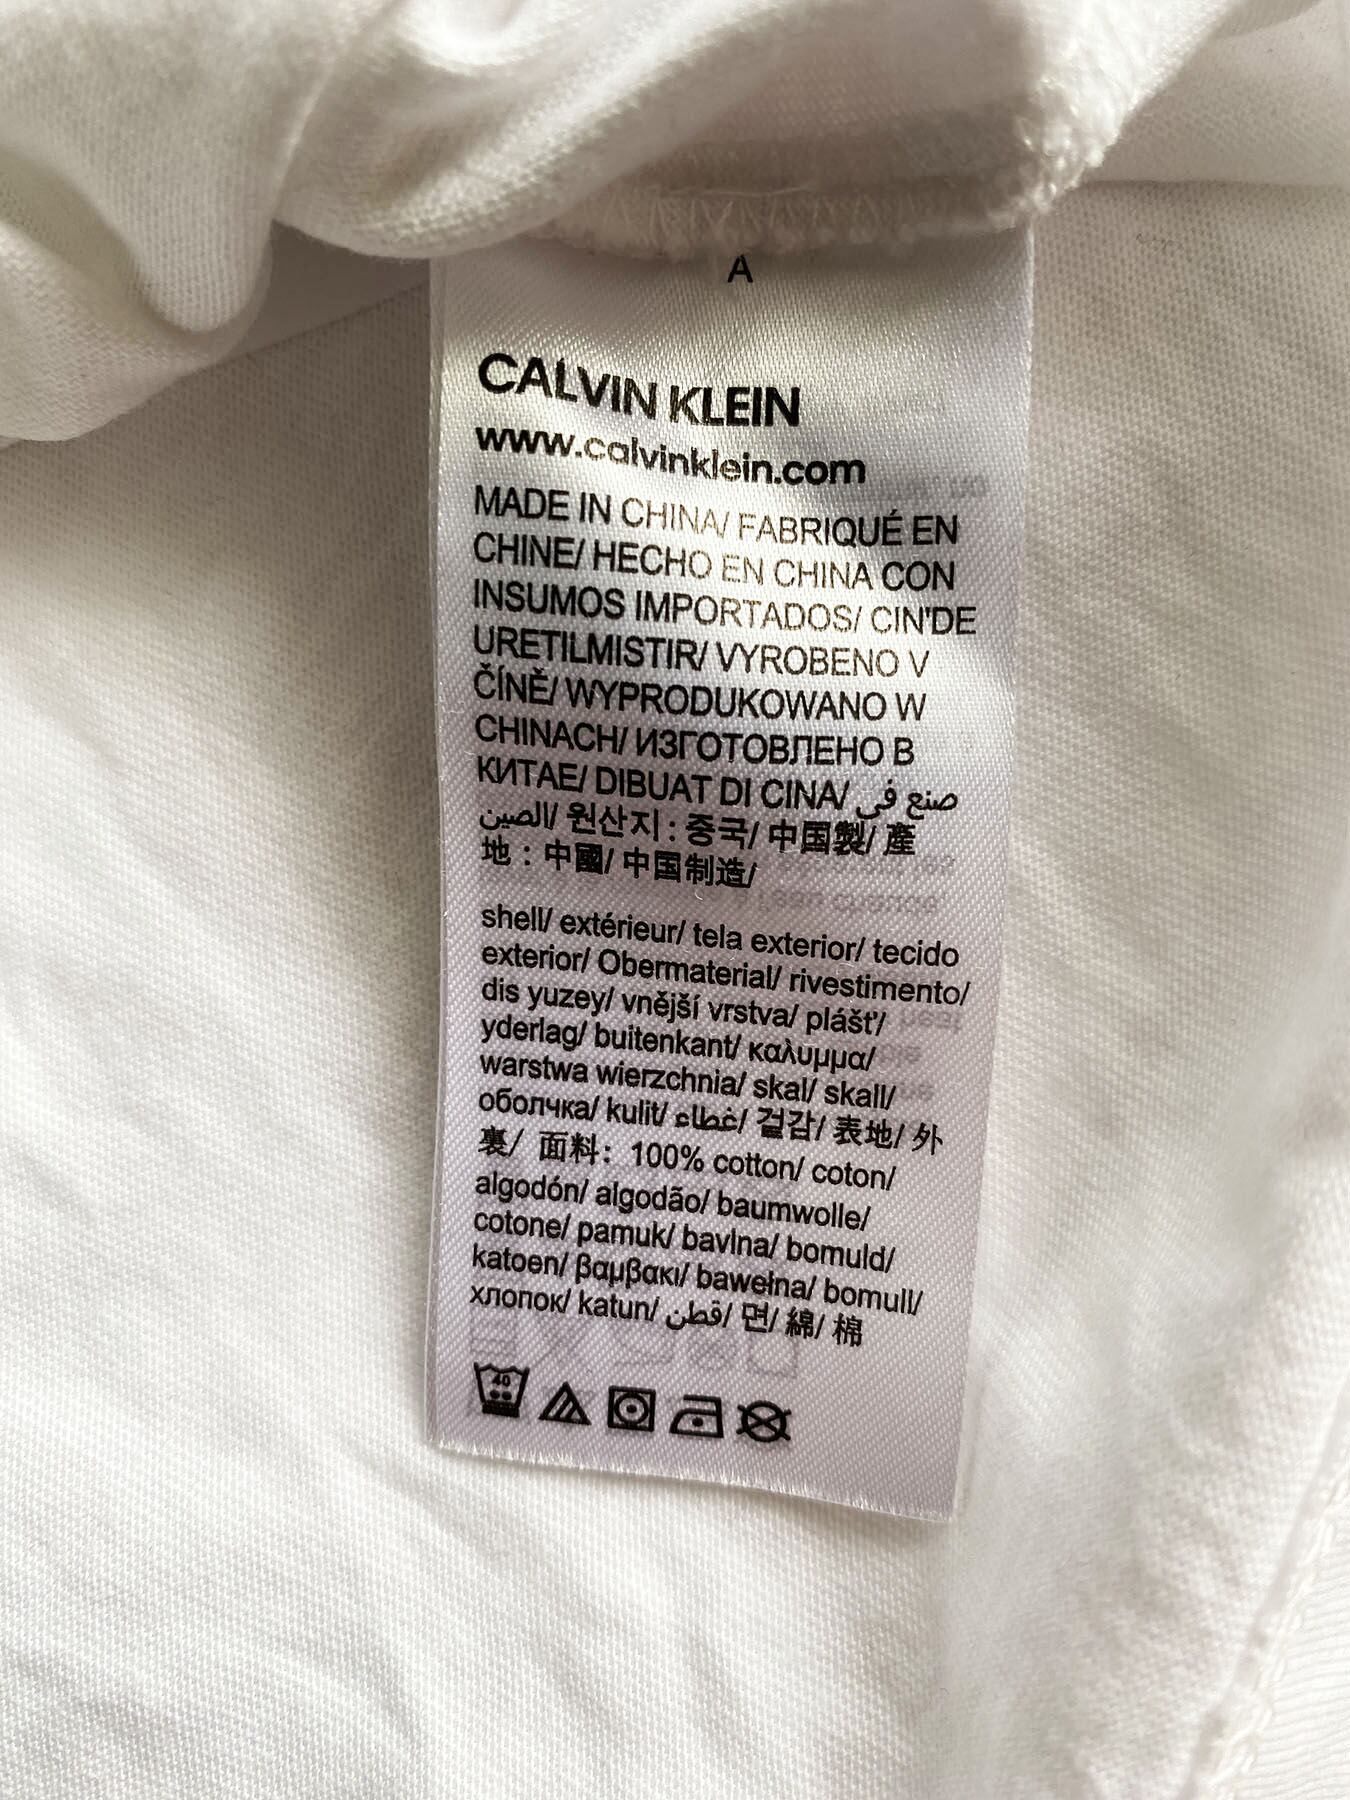 A
CALVIN KLEIN
www.calvinklein.com
MADE IN CHINA/ FABRIQUÉ EN
CHINE/ HECHO EN CHINA CON
INSUMOS IMPORTADOS/ CIN'DE
URETILMISTIR/ VYROBENO V
ČÍNĚ/ WYPRODUKOWANO W
CHINACH/ ИЗГОТОВЛЕНО В
КИТАЕ/ DIBUAT DI CINA/ صنع في
الصين/ 원산지 : 중국/ 中国製/ 產
地 : 中國/ 中国制造/
shell/ extérieur/ tela exterior/ tecido
exterior/ Obermaterial/ rivestimento/
dis yuzey/ vnější vrstva/ plášť/
yderlag/ buitenkant/ καλυμμα/
warstwa wierzchnia/ skal/ skall/
оболчка/ kulit/ غطاء/ 겉감/ 表地/ 外
裏/ 面料: 100% cotton/ coton/
algodón/ algodão/ baumwolle/
cotone/ pamuk/ bavlna/ bomuld/
katoen/ βαμβακι/ bawełna/ bomull/
хлопок/ katun/ قطن/ 면/ 綿/ 棉
40